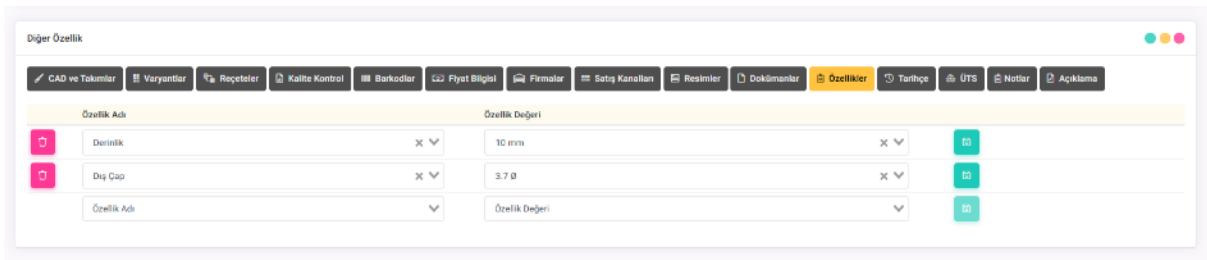 Diğer Özellik
CAD ve Takımlar Varyantlar Reçeteler Kalite Kontrol Barkodlar Fiyat Bilgisi Firmalar Satış Kanalları Resimler Dokümanlar Özellikler Tarihçe ÜTS Notlar Açıklama
Özellik Adı Özellik Değeri
Derinlik 10 mm
Dış Çap 3.7 Ø
Özellik Adı Özellik Değeri